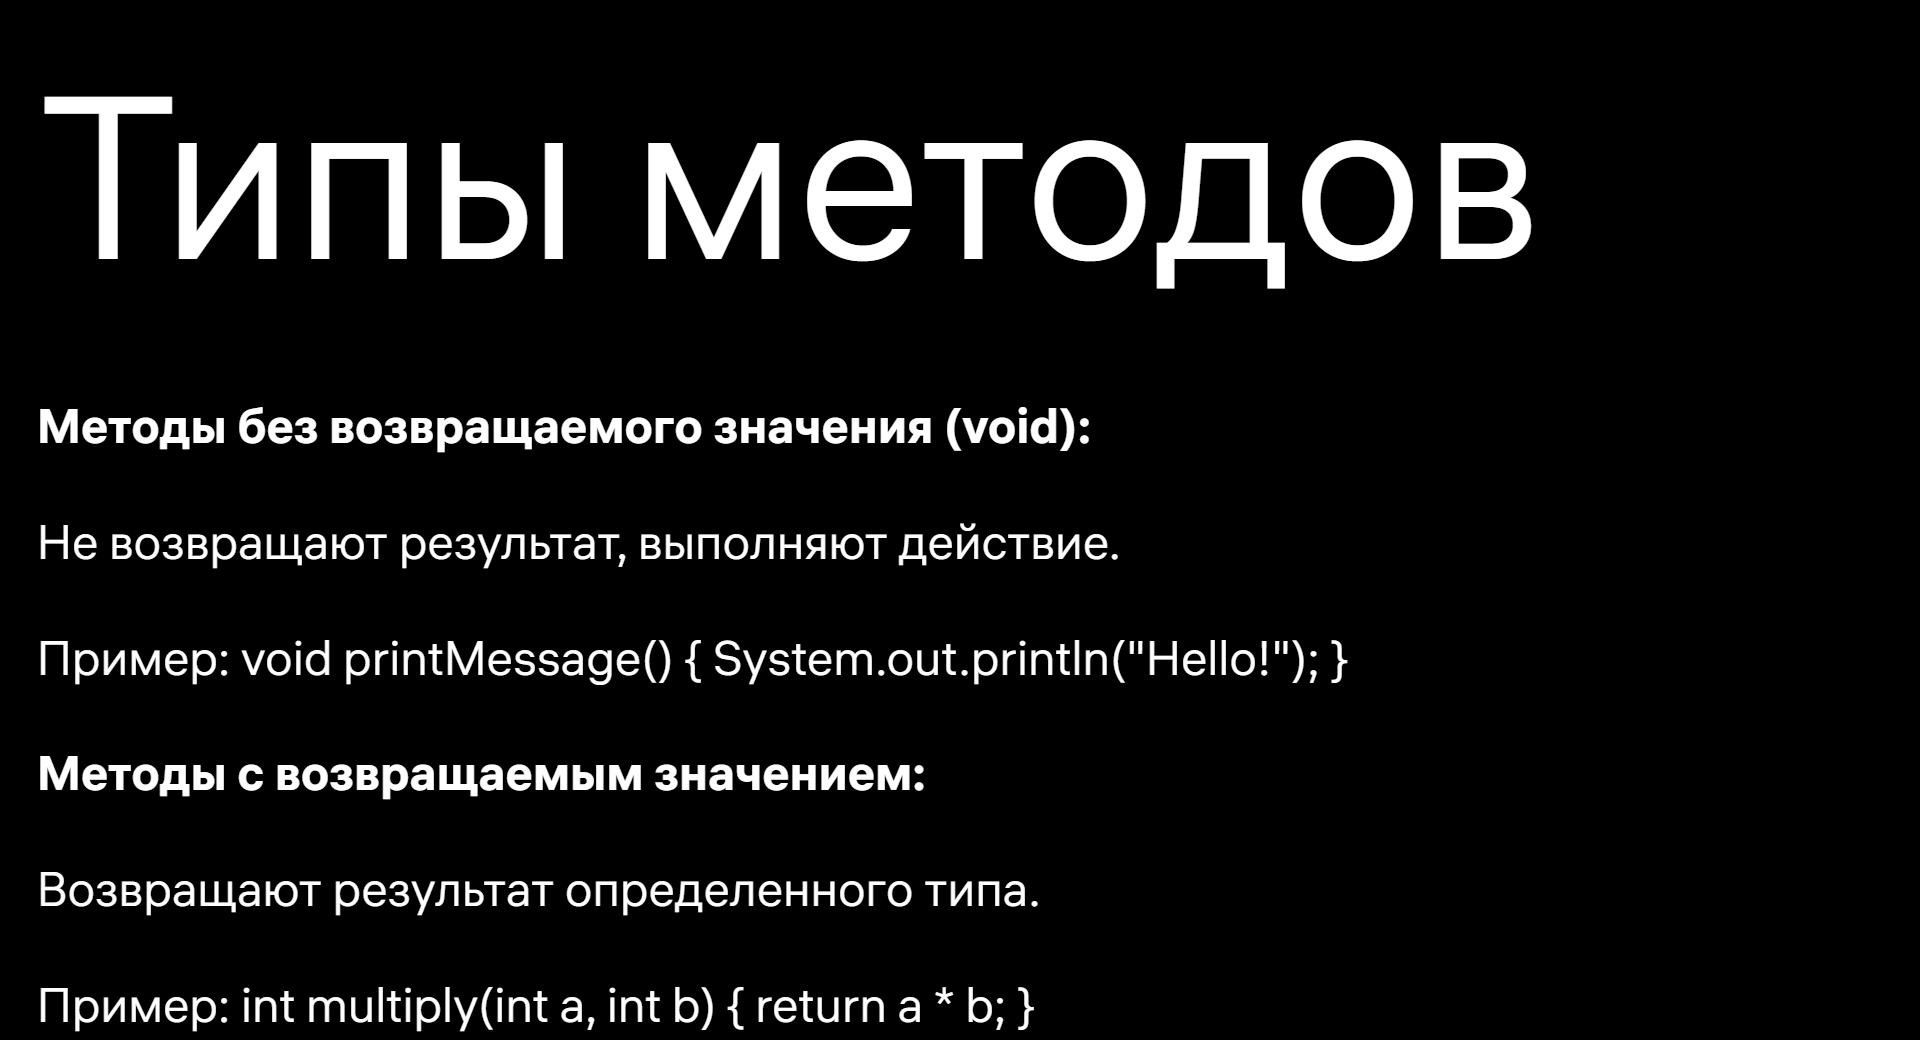 Типы методов
Методы без возвращаемого значения (void):
Не возвращают результат, выполняют действие.
Пример: void printMessage() { System.out.println("Hello!"); }
Методы с возвращаемым значением:
Возвращают результат определенного типа.
Пример: int multiply(int a, int b) { return a * b; }